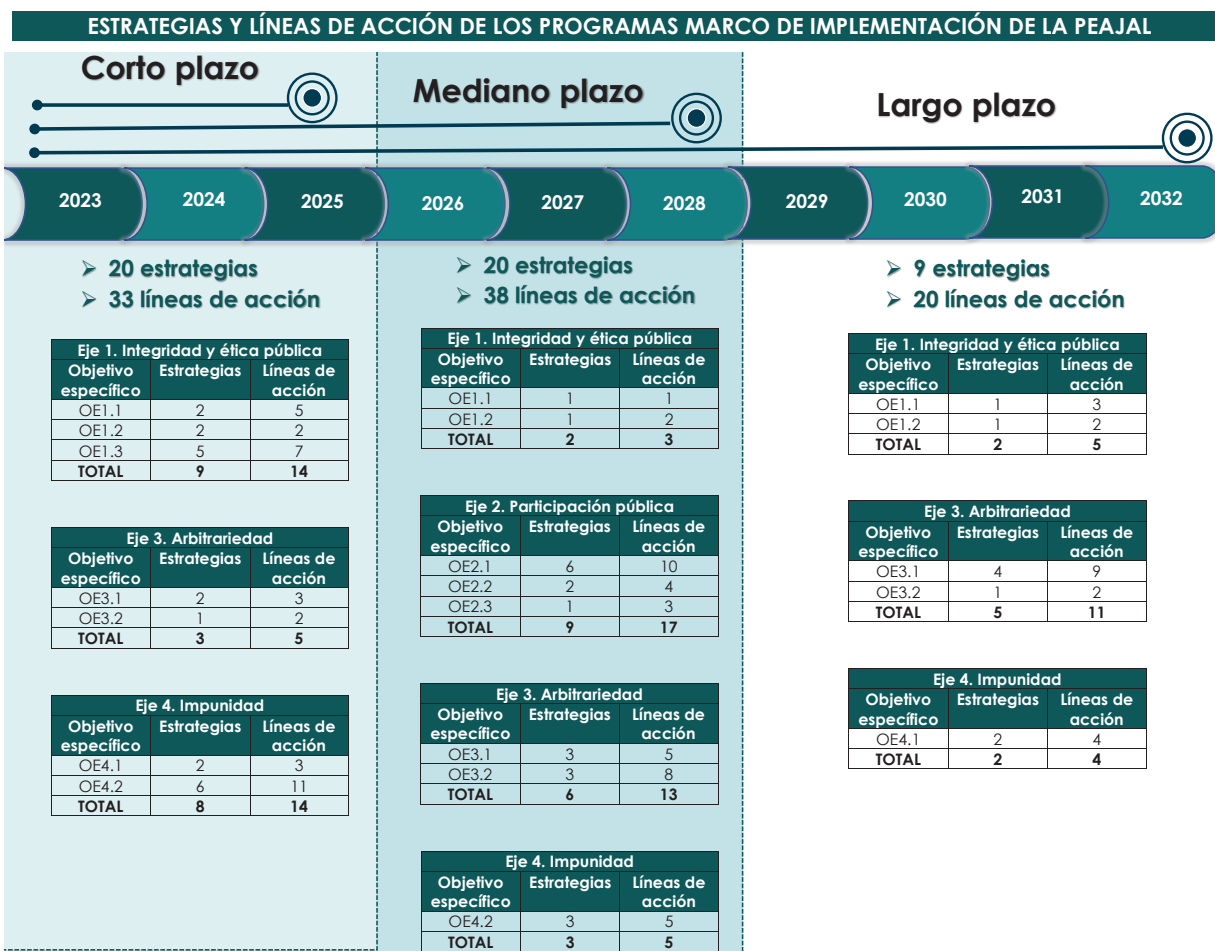 ESTRATEGIAS Y LÍNEAS DE ACCIÓN DE LOS PROGRAMAS MARCO DE IMPLEMENTACIÓN DE LA PEAJAL
Corto plazo
Mediano plazo
Largo plazo
2023 2024 2025 2026 2027 2028 2029 2030 2031 2032
➢ 20 estrategias
➢ 33 líneas de acción
Eje 1. Integridad y ética pública
Objetivo específico Estrategias Líneas de acción
OE1.1 2 5
OE1.2 2 2
OE1.3 5 7
TOTAL 9 14
Eje 3. Arbitrariedad
Objetivo específico Estrategias Líneas de acción
OE3.1 2 3
OE3.2 1 2
TOTAL 3 5
Eje 4. Impunidad
Objetivo específico Estrategias Líneas de acción
OE4.1 2 3
OE4.2 6 11
TOTAL 8 14
➢ 20 estrategias
➢ 38 líneas de acción
Eje 1. Integridad y ética pública
Objetivo específico Estrategias Líneas de acción
OE1.1 1 1
OE1.2 1 2
TOTAL 2 3
Eje 2. Participación pública
Objetivo específico Estrategias Líneas de acción
OE2.1 6 10
OE2.2 2 4
OE2.3 1 3
TOTAL 9 17
Eje 3. Arbitrariedad
Objetivo específico Estrategias Líneas de acción
OE3.1 3 5
OE3.2 3 8
TOTAL 6 13
Eje 4. Impunidad
Objetivo específico Estrategias Líneas de acción
OE4.2 3 5
TOTAL 3 5
➢ 9 estrategias
➢ 20 líneas de acción
Eje 1. Integridad y ética pública
Objetivo específico Estrategias Líneas de acción
OE1.1 1 3
OE1.2 1 2
TOTAL 2 5
Eje 3. Arbitrariedad
Objetivo específico Estrategias Líneas de acción
OE3.1 4 9
OE3.2 1 2
TOTAL 5 11
Eje 4. Impunidad
Objetivo específico Estrategias Líneas de acción
OE4.1 2 4
TOTAL 2 4